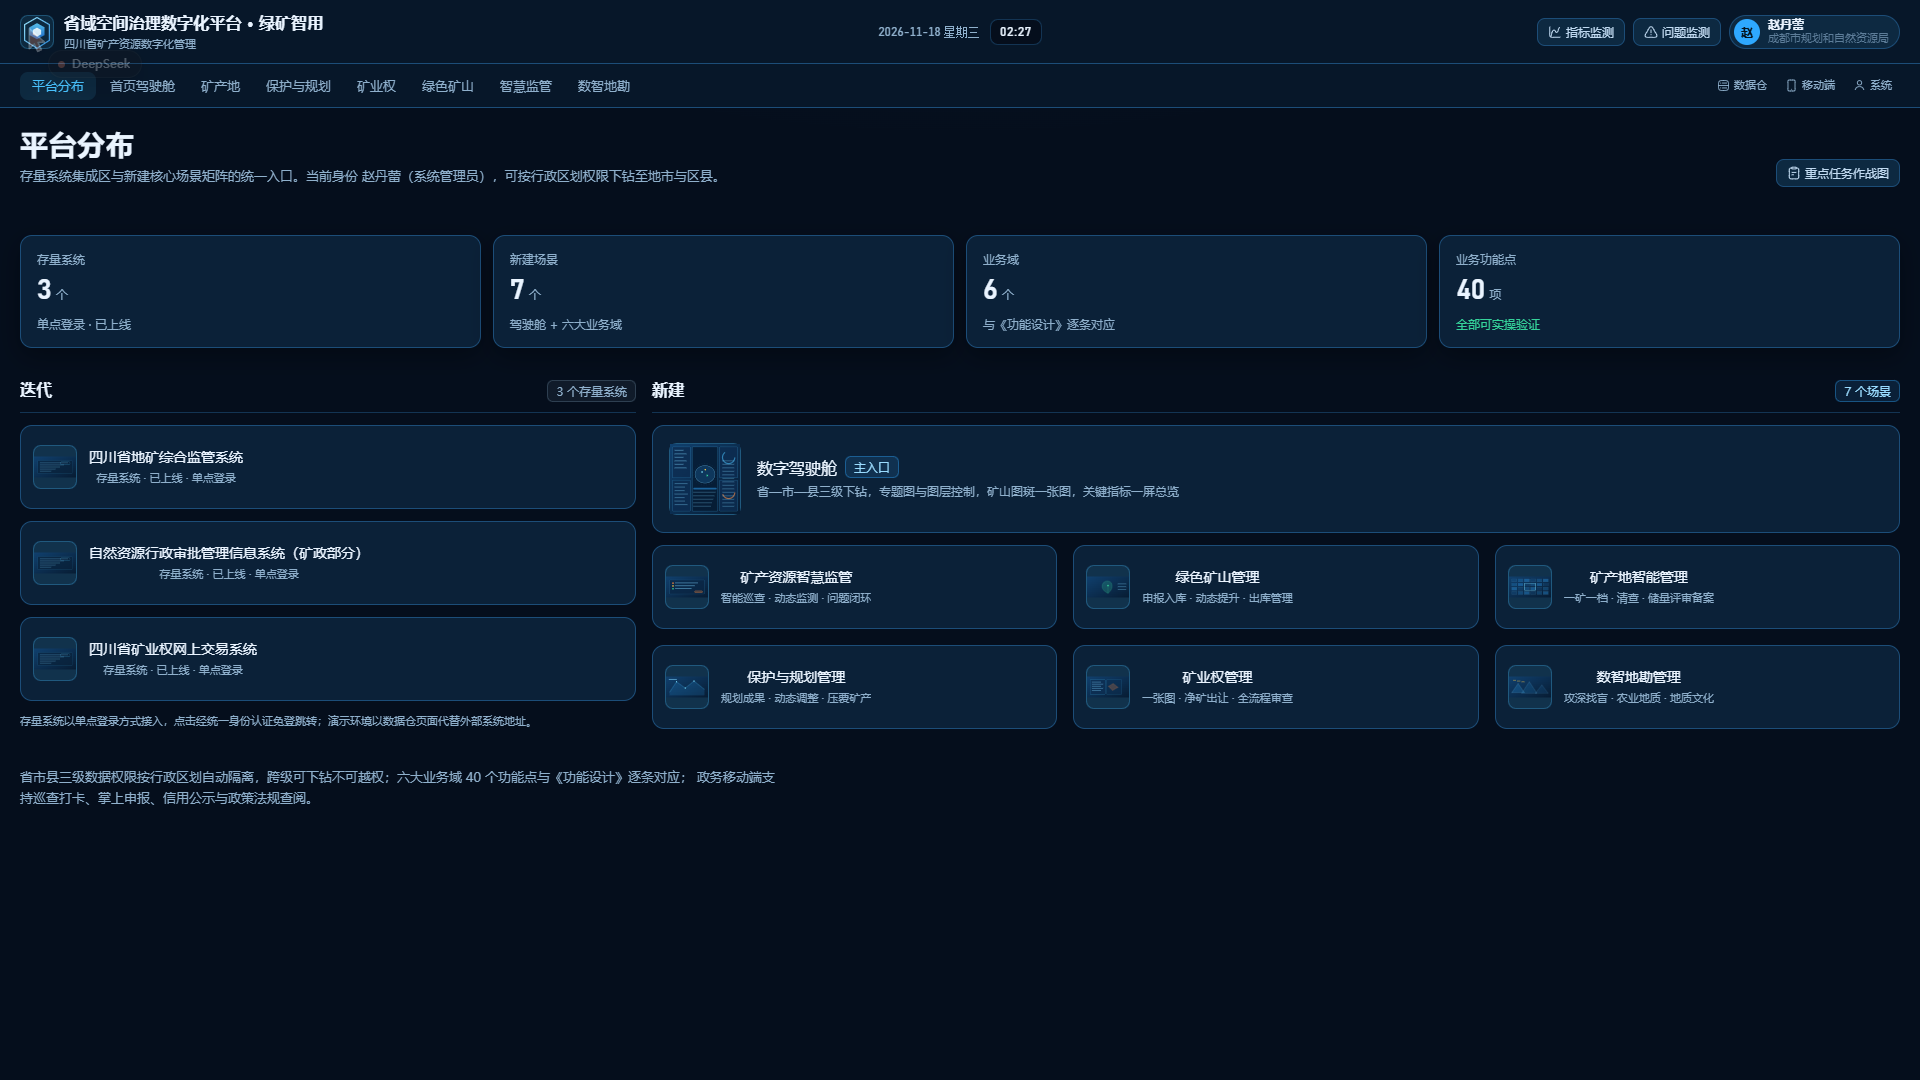 省域空间治理数字化平台 • 绿矿智用
四川省矿产资源数字化管理
DeepSeek
2026-11-18 星期三 02:27
指标监测 问题监测
赵
赵丹蕾
成都市规划和自然资源局
平台分布 首页驾驶舱 矿产地 保护与规划 矿业权 绿色矿山 智慧监管 数智地勘
数据仓 移动端 系统
平台分布
存量系统集成区与新建核心场景矩阵的统一入口。当前身份 赵丹蕾（系统管理员），可按行政区划权限下钻至地市与区县。
重点任务作战图
存量系统
3 个
单点登录 · 已上线
新建场景
7 个
驾驶舱 + 六大业务域
业务域
6 个
与《功能设计》逐条对应
业务功能点
40 项
全部可实操验证
迭代
3 个存量系统
四川省地矿综合监管系统
存量系统 · 已上线 · 单点登录
自然资源行政审批管理信息系统（矿政部分）
存量系统 · 已上线 · 单点登录
四川省矿业权网上交易系统
存量系统 · 已上线 · 单点登录
存量系统以单点登录方式接入，点击经统一身份认证免登跳转；演示环境以数据仓页面代替外部系统地址。
新建
7 个场景
数字驾驶舱 主入口
省—市—县三级下钻，专题图与图层控制，矿山图斑一张图，关键指标一屏总览
矿产资源智慧监管
智能巡查 · 动态监测 · 问题闭环
绿色矿山管理
申报入库 · 动态提升 · 出库管理
矿产地智能管理
一矿一档 · 清查 · 储量评审备案
保护与规划管理
规划成果 · 动态调整 · 压要矿产
矿业权管理
一张图 · 净矿出让 · 全流程审查
数智地勘管理
攻深找盲 · 农业地质 · 地质文化
省市县三级数据权限按行政区划自动隔离，跨级可下钻不可越权；六大业务域 40 个功能点与《功能设计》逐条对应； 政务移动端支
持巡查打卡、掌上申报、信用公示与政策法规查阅。